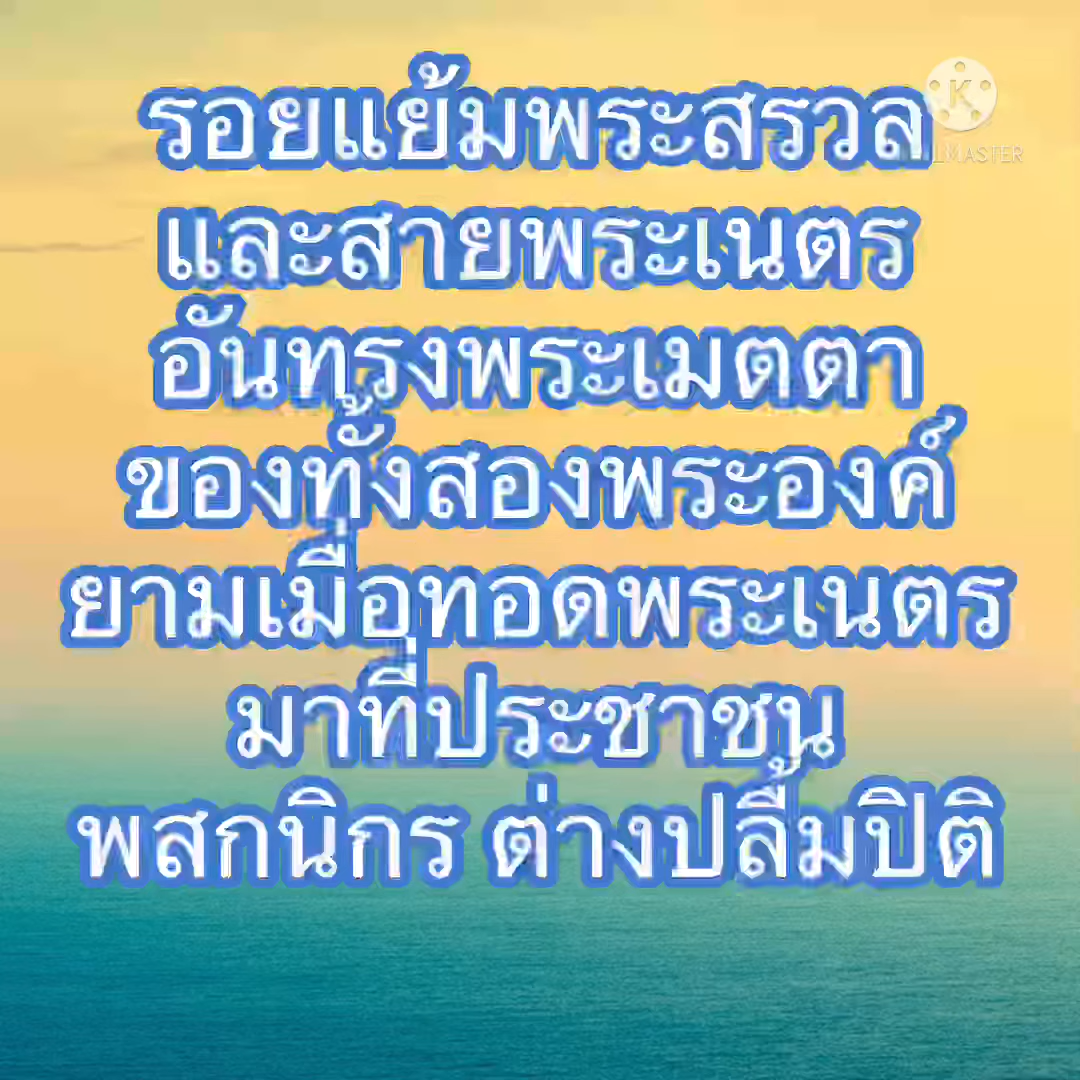 รอยแย้มพระสรวล
และสายพระเนตร
อันทรงพระเมตตา
ของทั้งสองพระองค์
ยามเมื่อทอดพระเนตร
มาที่ประชาชน
พสกนิกร ต่างปลื้มปิติ
K